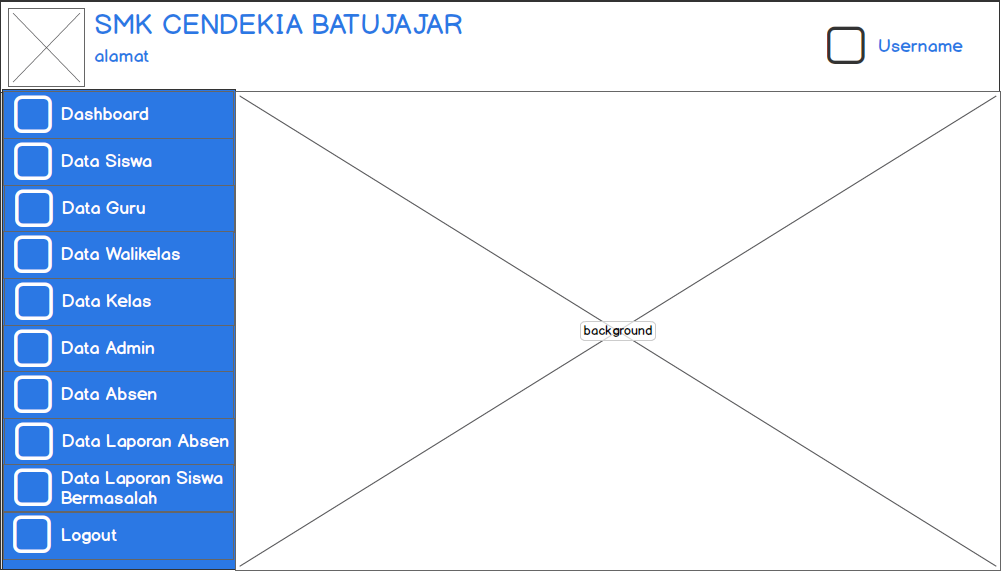 SMK CENDEKIA BATUJAJAR
alamat
Username
Dashboard
Data Siswa
Data Guru
Data Walikelas
Data Kelas
Data Admin
Data Absen
Data Laporan Absen
Data Laporan Siswa
Bermasalah
Logout
background